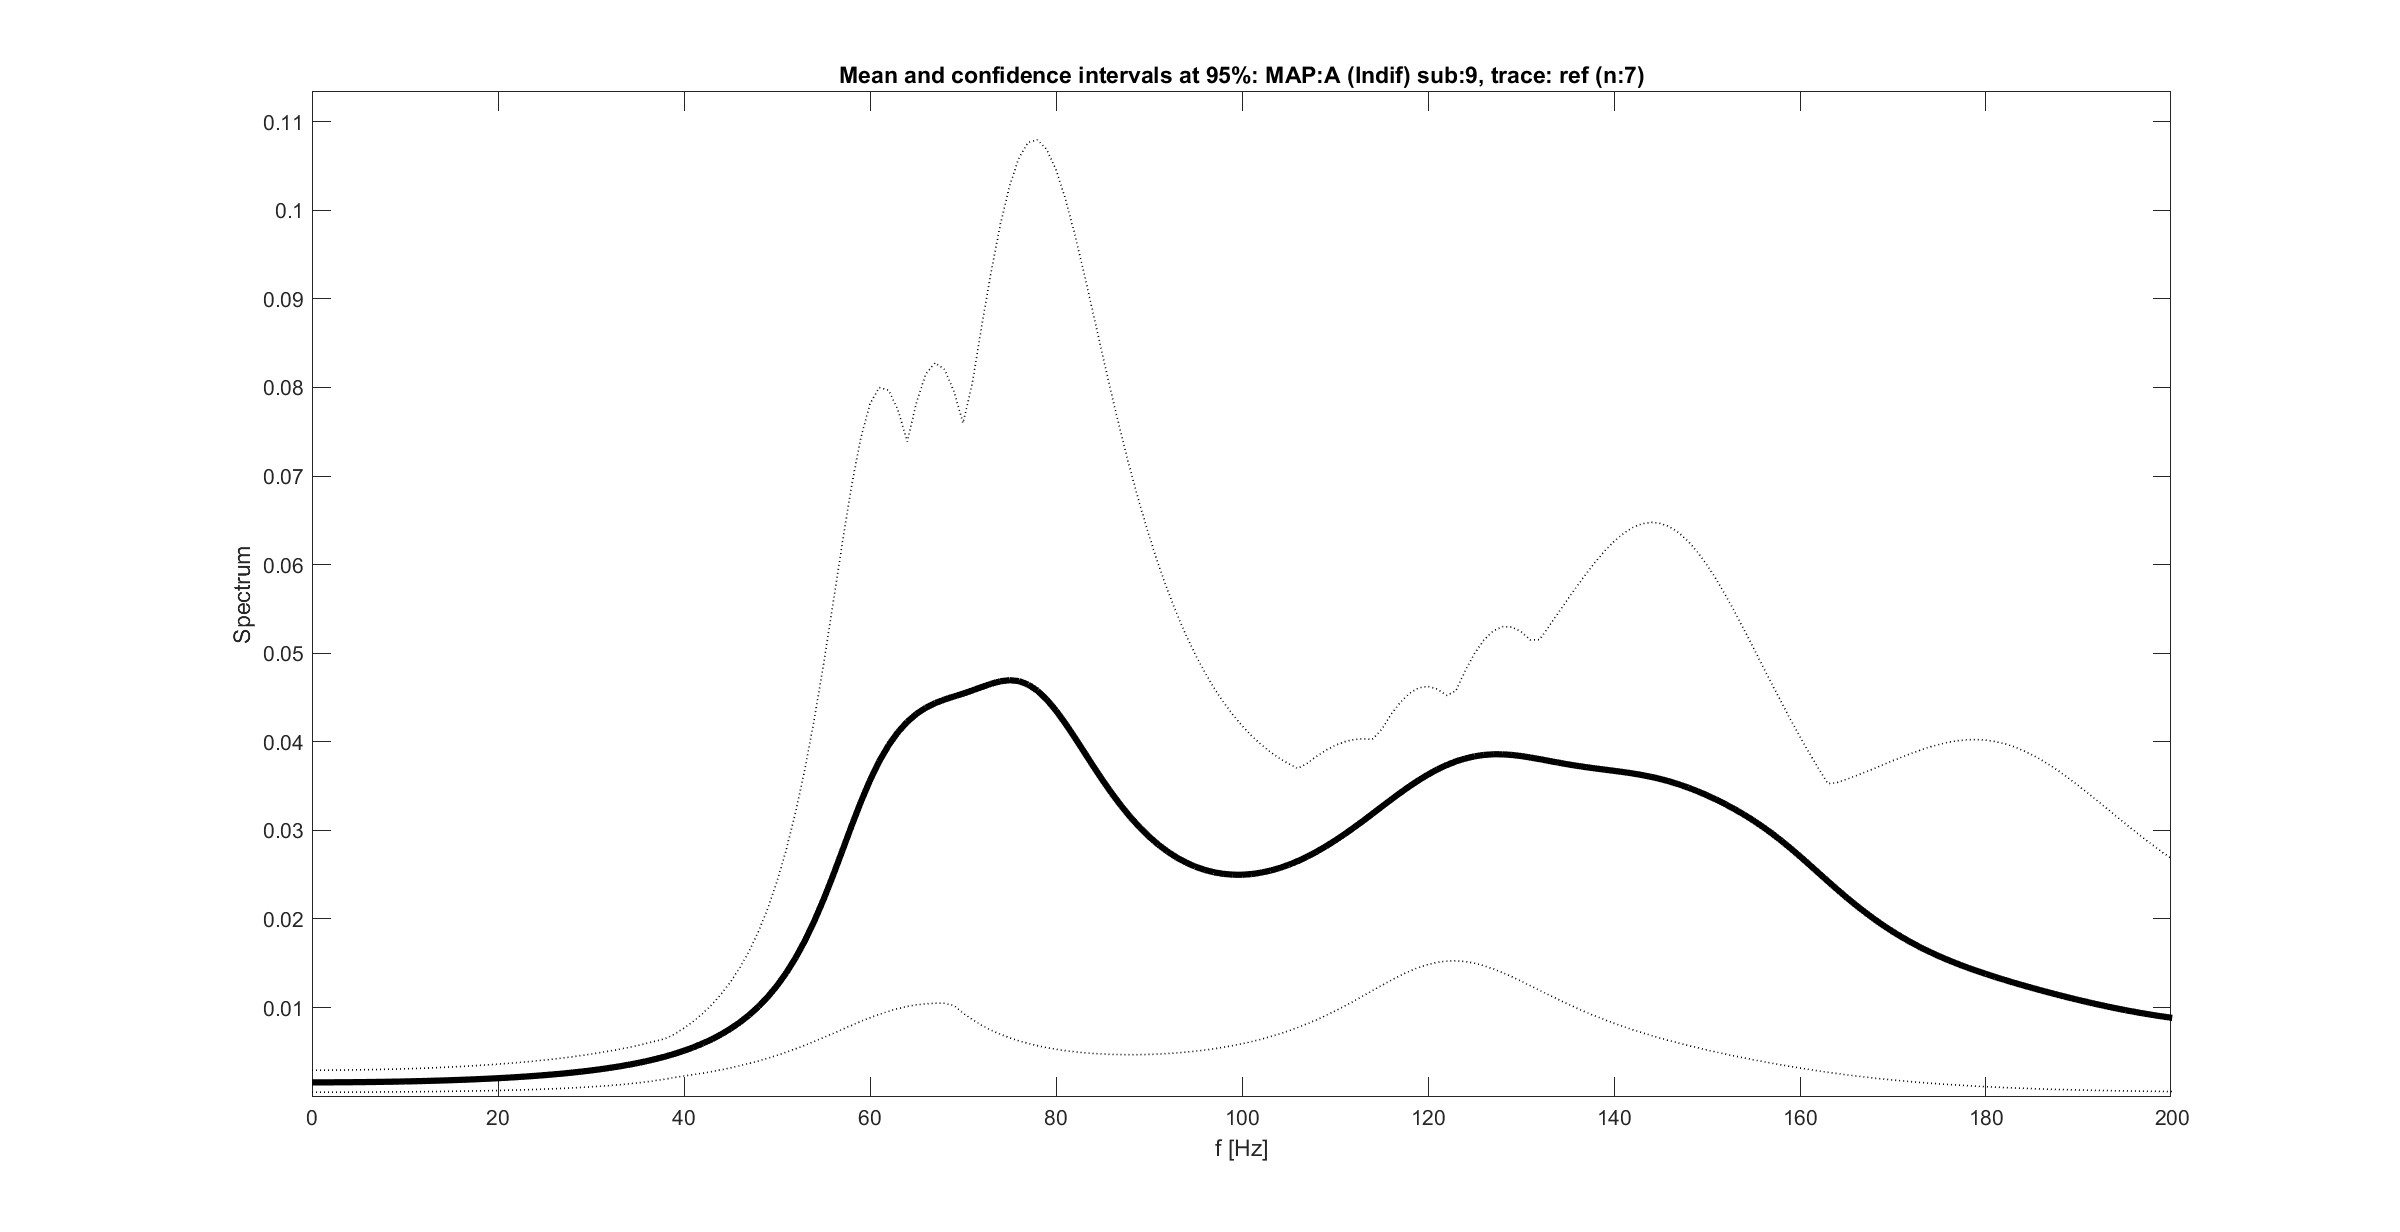 Mean and confidence intervals at 95%: MAP:A (Indif) sub:9, trace: ref (n:7)
0.11
0.1
0.09
0.08
0.07
0.06
0.05
0.04
0.03
0.02
0.01
Spectrum
0 20 40 60 80 100 120 140 160 180 200
f [Hz]